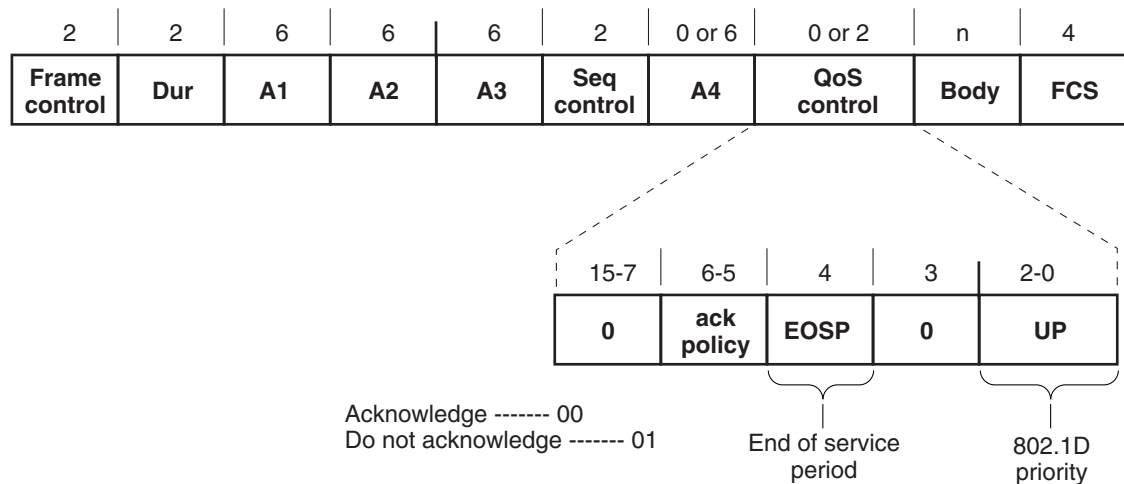 2 2 6 6 6 2 0 or 6 0 or 2 n 4
Frame control Dur A1 A2 A3 Seq control A4 QoS control Body FCS
15-7 6-5 4 3 2-0
0 ack policy EOSP 0 UP
Acknowledge ------- 00
Do not acknowledge ------- 01
End of service
period
802.1D
priority